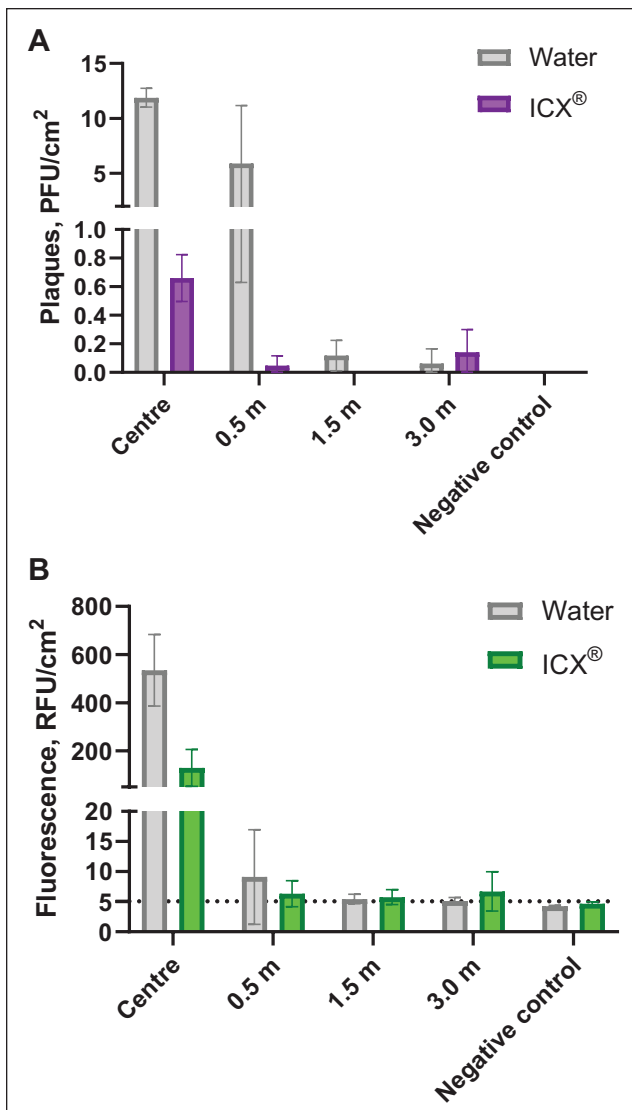 A
Water
ICX®
Plaques, PFU/cm²
15
10
5
1.0
0.8
0.6
0.4
0.2
0.0
Centre
0.5 m
1.5 m
3.0 m
Negative control
B
Water
ICX®
Fluorescence, RFU/cm²
800
600
400
200
20
15
10
5
0
Centre
0.5 m
1.5 m
3.0 m
Negative control